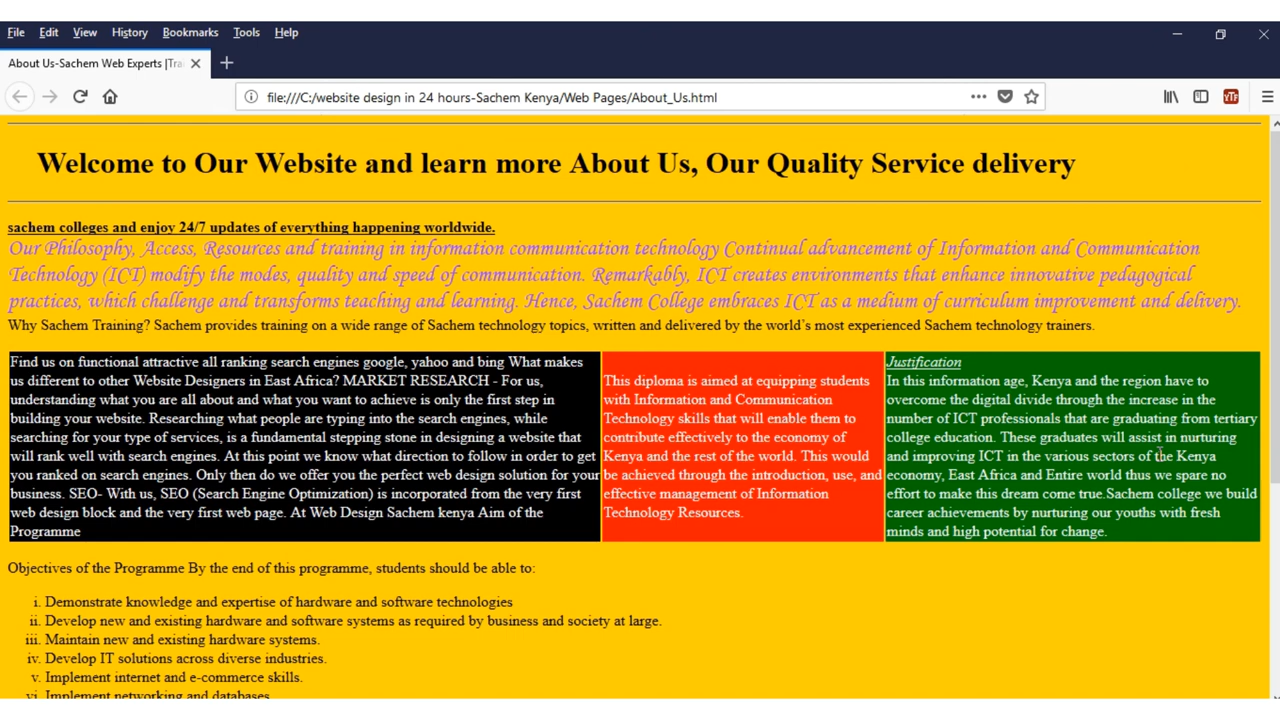 File Edit View History Bookmarks Tools Help
About Us-Sachem Web Experts |Tra
file:///C:/website design in 24 hours-Sachem Kenya/Web Pages/About_Us.html
Welcome to Our Website and learn more About Us, Our Quality Service delivery
sachem colleges and enjoy 24/7 updates of everything happening worldwide.
Our Philosophy, Access, Resources and training in information communication technology Continual advancement of Information and Communication
Technology (ICT) modify the modes, quality and speed of communication. Remarkably, ICT creates environments that enhance innovative pedagogical
practices, which challenge and transforms teaching and learning. Hence, Sachem College embraces ICT as a medium of curriculum improvement and delivery.
Why Sachem Training? Sachem provides training on a wide range of Sachem technology topics, written and delivered by the world’s most experienced Sachem technology trainers.
Find us on functional attractive all ranking search engines google, yahoo and bing What makes
us different to other Website Designers in East Africa? MARKET RESEARCH - For us,
understanding what you are all about and what you want to achieve is only the first step in
building your website. Researching what people are typing into the search engines, while
searching for your type of services, is a fundamental stepping stone in designing a website that
will rank well with search engines. At this point we know what direction to follow in order to get
you ranked on search engines. Only then do we offer you the perfect web design solution for your
business. SEO- With us, SEO (Search Engine Optimization) is incorporated from the very first
web design block and the very first web page. At Web Design Sachem kenya Aim of the
Programme
This diploma is aimed at equipping students
with Information and Communication
Technology skills that will enable them to
contribute effectively to the economy of
Kenya and the rest of the world. This would
be achieved through the introduction, use, and
effective management of Information
Technology Resources.
Justification
In this information age, Kenya and the region have to
overcome the digital divide through the increase in the
number of ICT professionals that are graduating from tertiary
college education. These graduates will assist in nurturing
and improving ICT in the various sectors of the Kenya
economy, East Africa and Entire world thus we spare no
effort to make this dream come true.Sachem college we build
career achievements by nurturing our youths with fresh
minds and high potential for change.
Objectives of the Programme By the end of this programme, students should be able to:
i. Demonstrate knowledge and expertise of hardware and software technologies
ii. Develop new and existing hardware and software systems as required by business and society at large.
iii. Maintain new and existing hardware systems.
iv. Develop IT solutions across diverse industries.
v. Implement internet and e-commerce skills.
vi. Implement networking and databases.